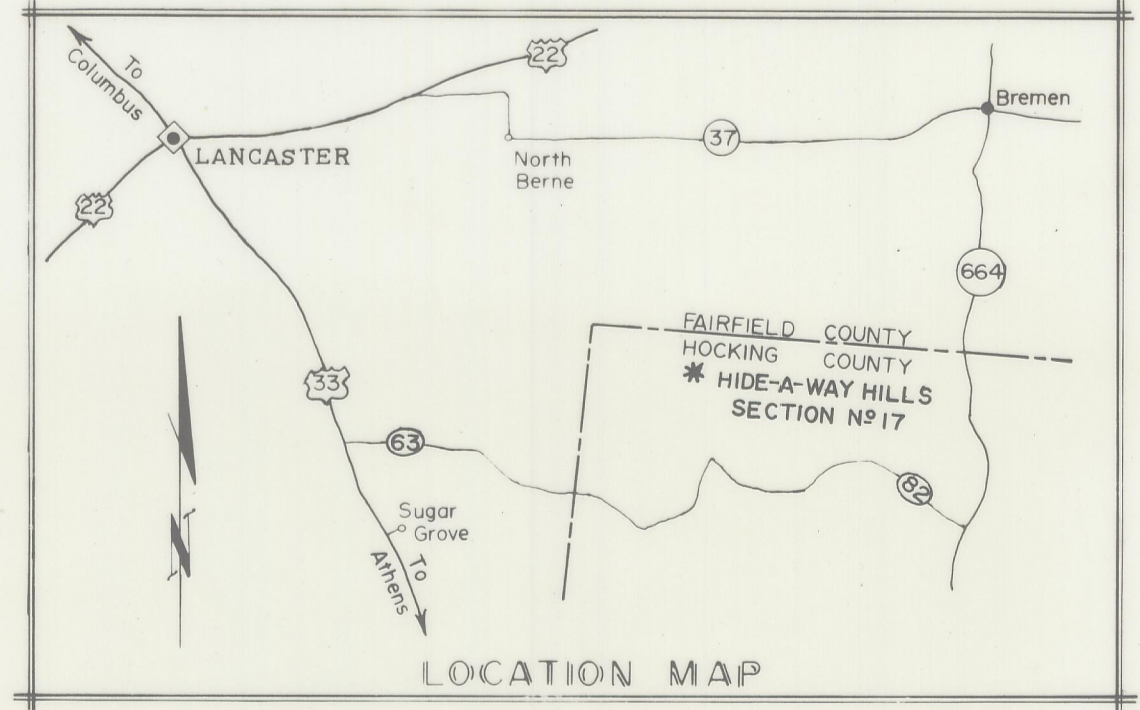 To
Columbus
22
Bremen
LANCASTER
37
North
Berne
22
664
FAIRFIELD COUNTY
HOCKING COUNTY
* HIDE-A-WAY HILLS
SECTION Nº 17
33
63
82
Sugar
Grove
To
Athens
N
LOCATION MAP